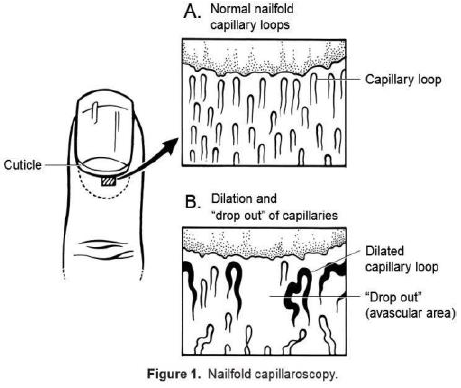 A. Normal nailfold
capillary loops
Capillary loop
Cuticle
B. Dilation and
“drop out” of capillaries
Dilated
capillary loop
“Drop out”
(avascular area)
Figure 1. Nailfold capillaroscopy.